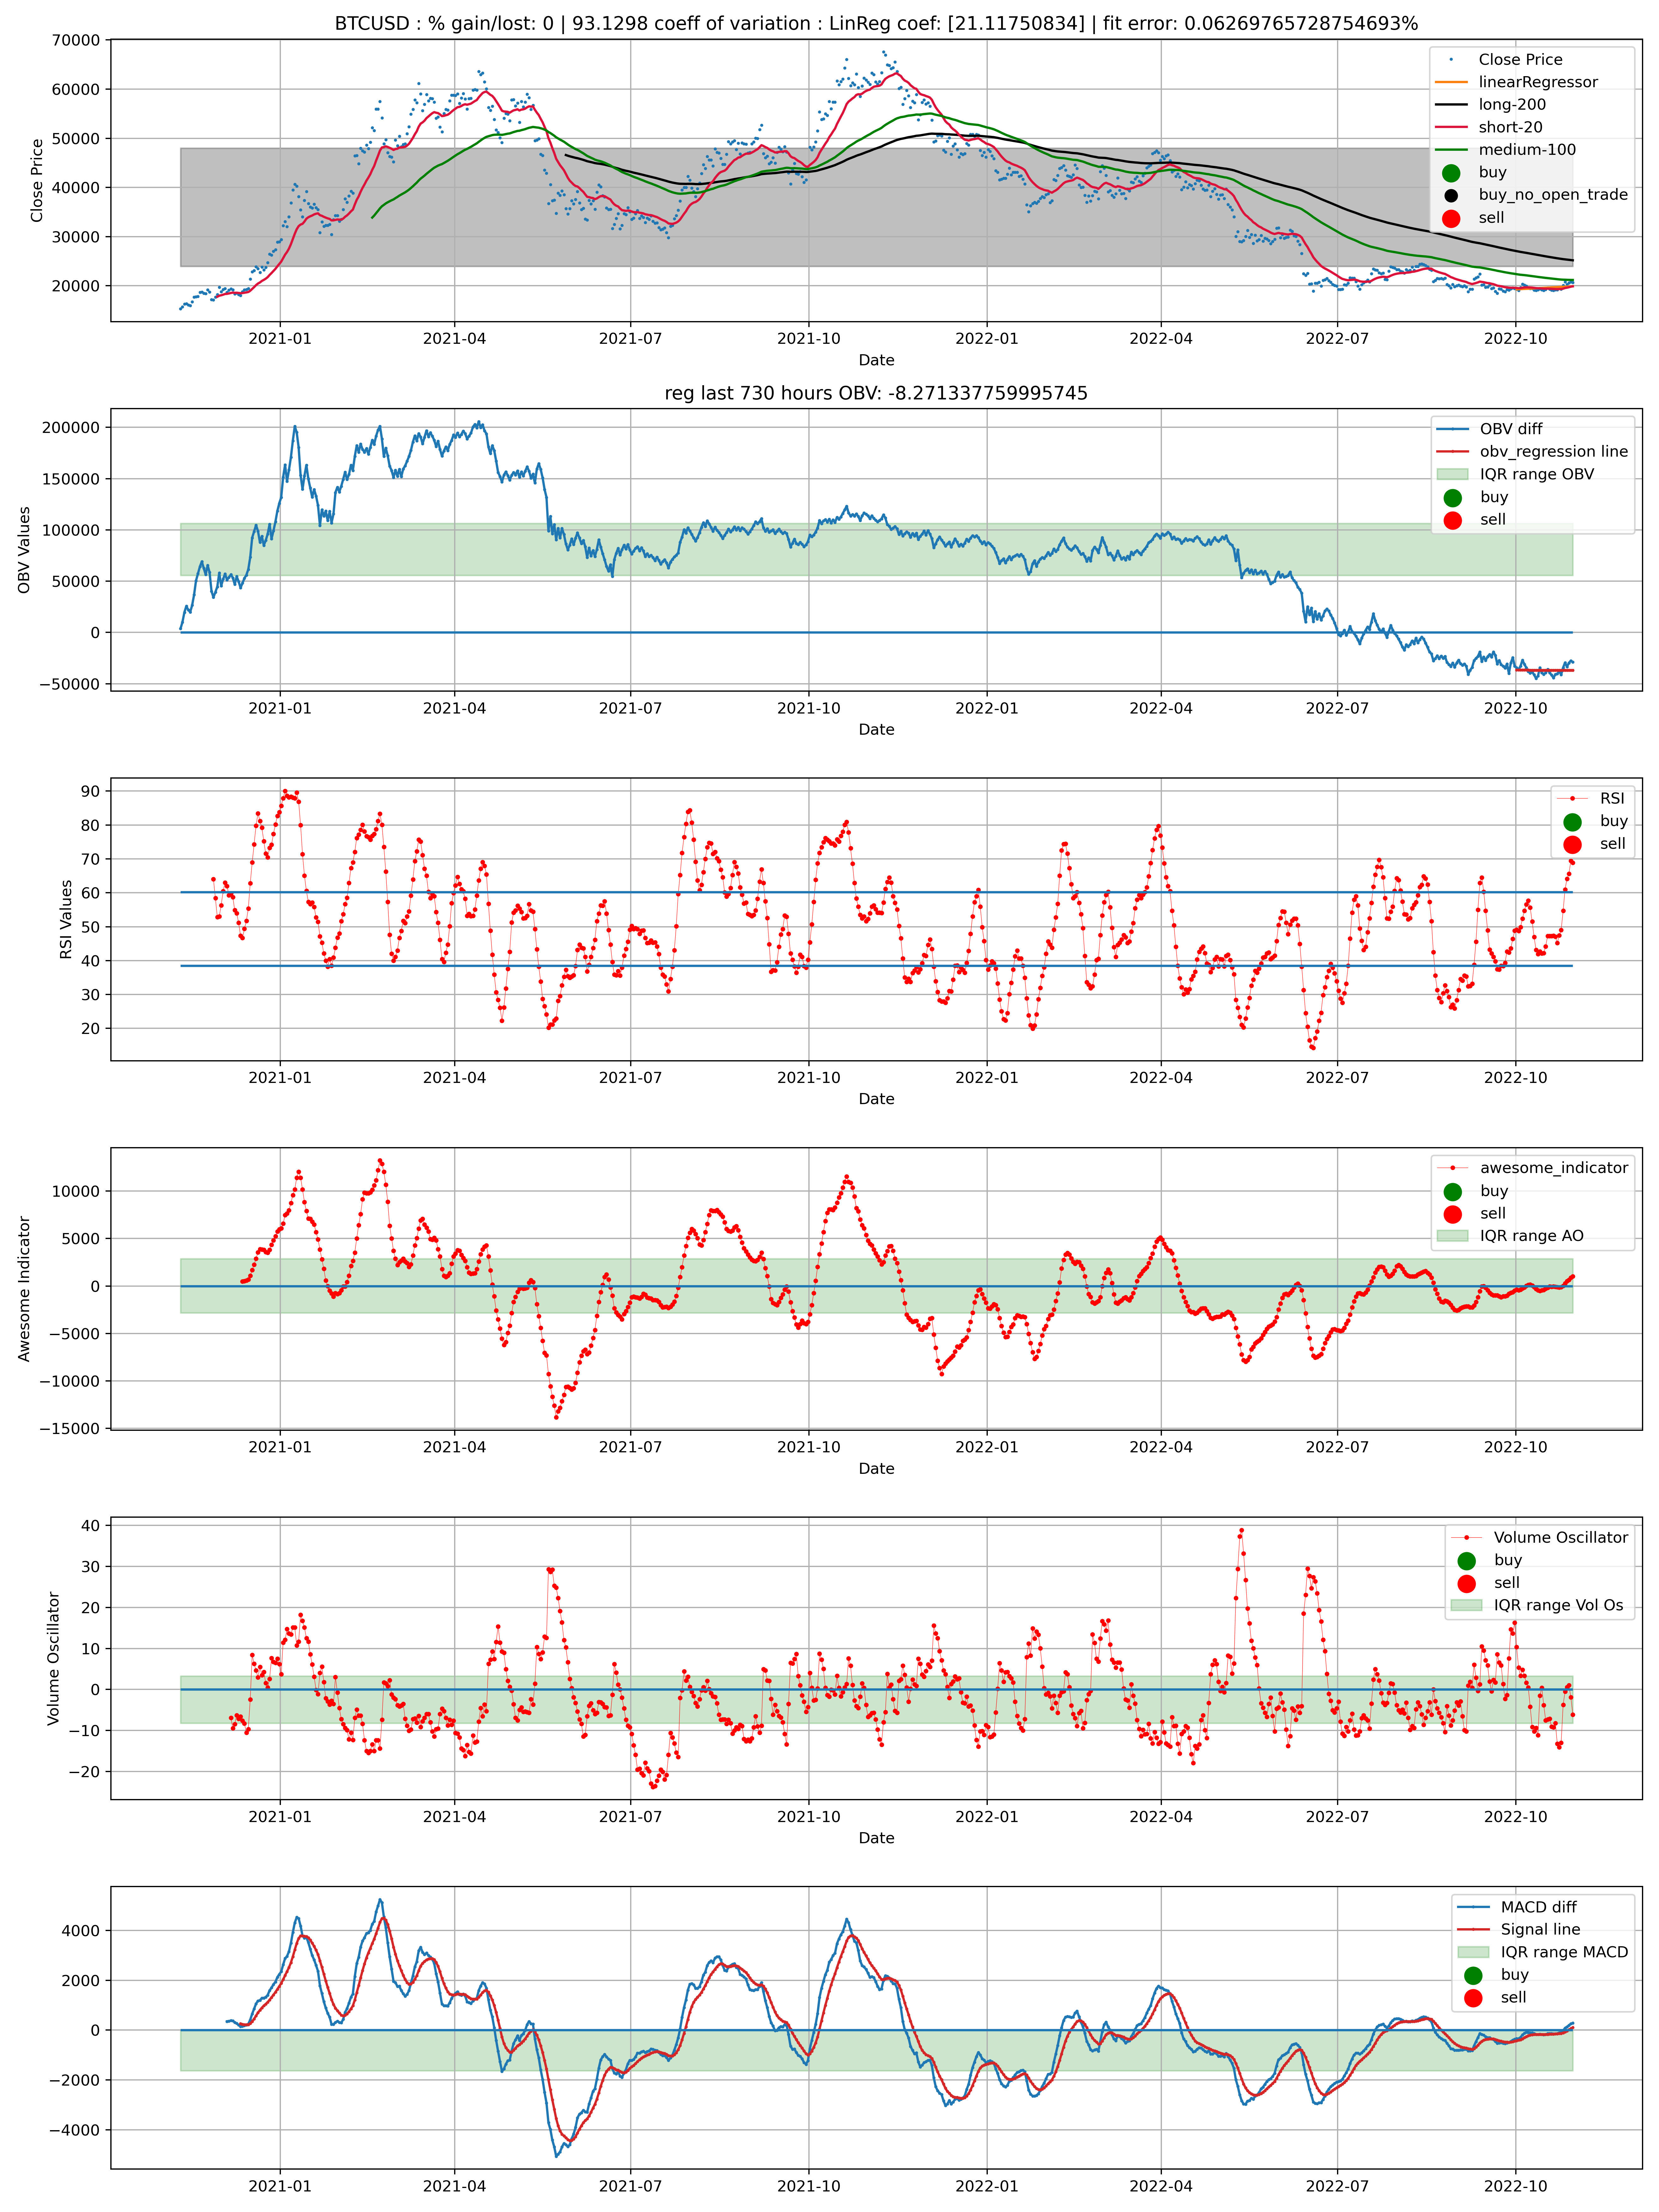 BTCUSD : % gain/lost: 0 | 93.1298 coeff of variation : LinReg coef: [21.11750834] | fit error: 0.06269765728754693%
70000
60000
50000
40000
30000
20000
Close Price
Close Price
linearRegressor
long-200
short-20
medium-100
buy
buy_no_open_trade
sell
2021-01 2021-04 2021-07 2021-10 2022-01 2022-04 2022-07 2022-10
Date
reg last 730 hours OBV: -8.271337759995745
200000
150000
100000
50000
0
−50000
OBV Values
OBV diff
obv_regression line
IQR range OBV
buy
sell
2021-01 2021-04 2021-07 2021-10 2022-01 2022-04 2022-07 2022-10
Date
90
80
70
60
50
40
30
20
RSI Values
RSI
buy
sell
2021-01 2021-04 2021-07 2021-10 2022-01 2022-04 2022-07 2022-10
Date
10000
5000
0
−5000
−10000
−15000
Awesome Indicator
awesome_indicator
buy
sell
IQR range AO
2021-01 2021-04 2021-07 2021-10 2022-01 2022-04 2022-07 2022-10
Date
40
30
20
10
0
−10
−20
Volume Oscillator
Volume Oscillator
buy
sell
IQR range Vol Os
2021-01 2021-04 2021-07 2021-10 2022-01 2022-04 2022-07 2022-10
Date
4000
2000
0
−2000
−4000
MACD diff
Signal line
IQR range MACD
buy
sell
2021-01 2021-04 2021-07 2021-10 2022-01 2022-04 2022-07 2022-10